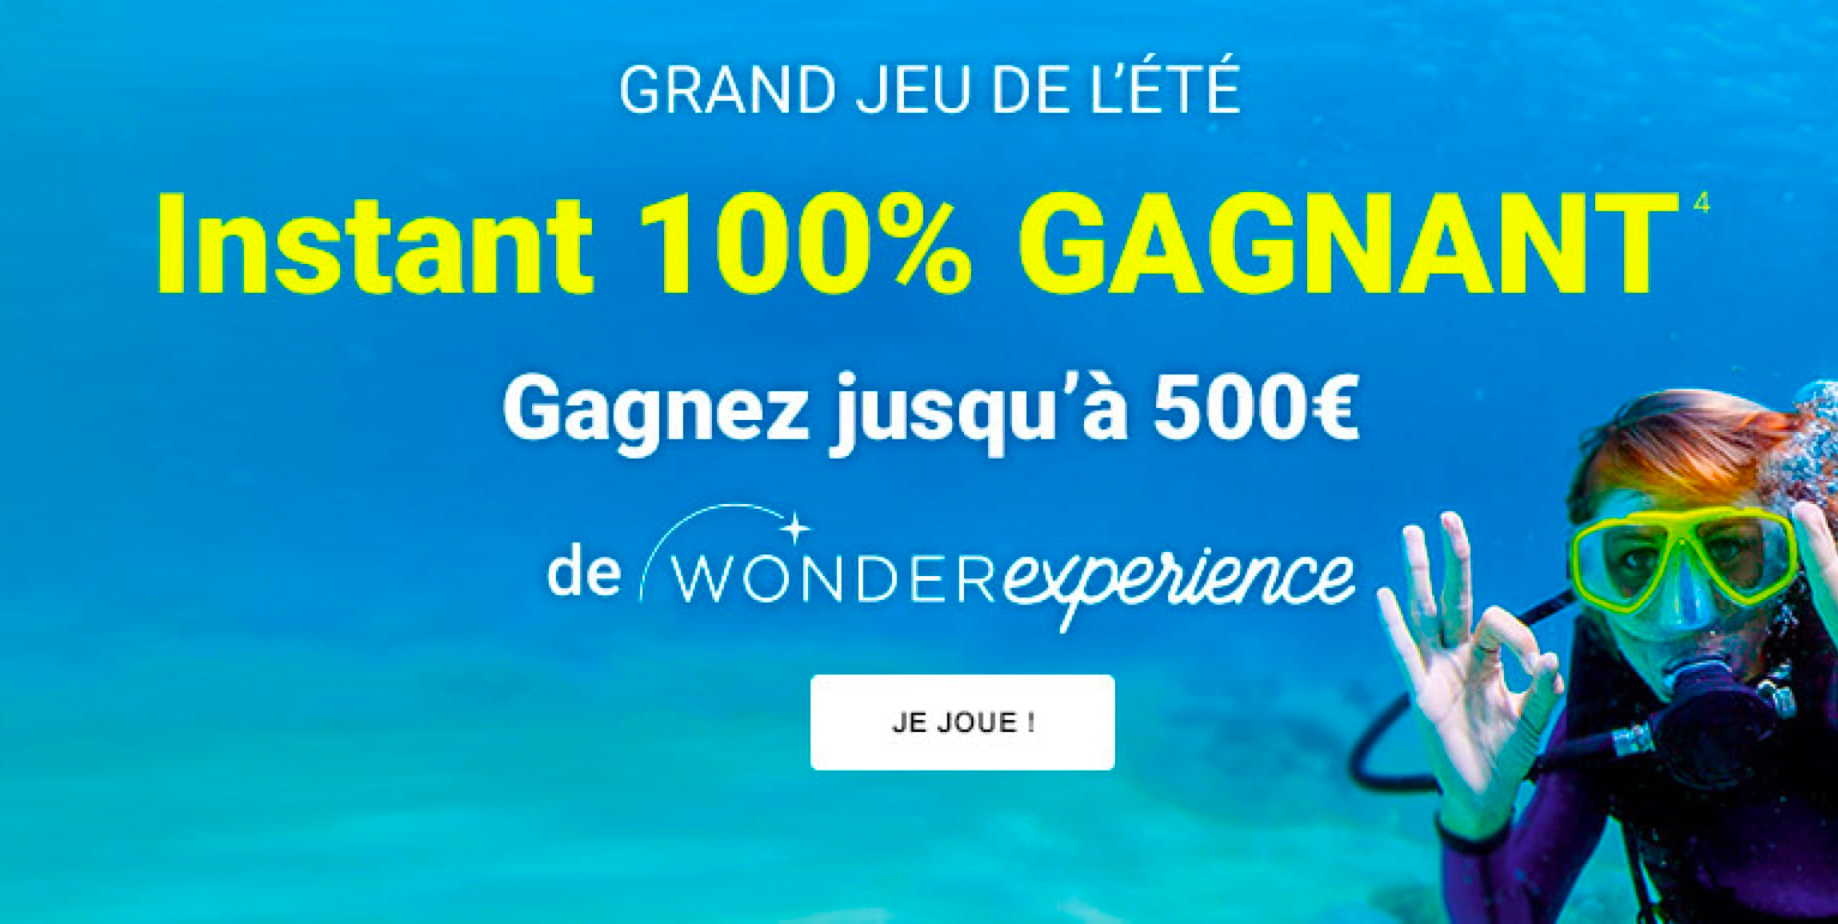 GRAND JEU DE L'ÉTÉ
Instant 100% GAGNANT 4
Gagnez jusqu'à 500€
de WONDERexperience
JE JOUE !